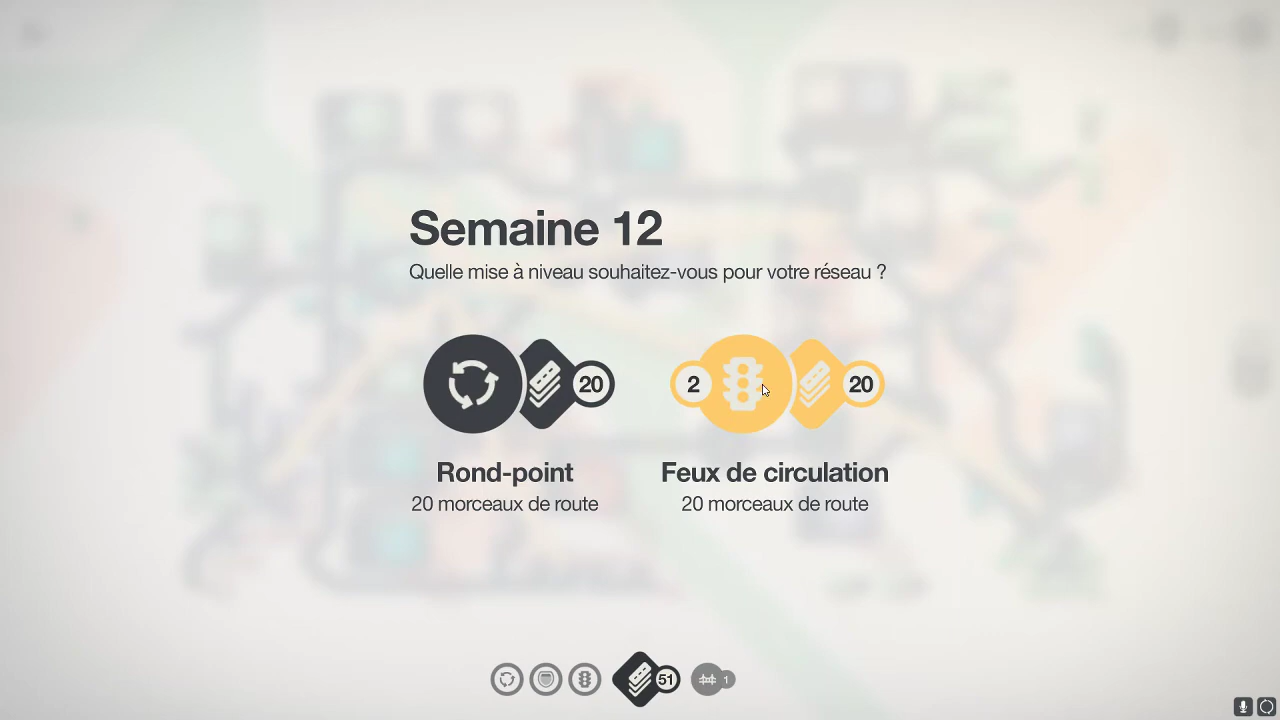 Semaine 12
Quelle mise à niveau souhaitez-vous pour votre réseau ?
20
2
20
Rond-point
Feux de circulation
20 morceaux de route
20 morceaux de route
51
1